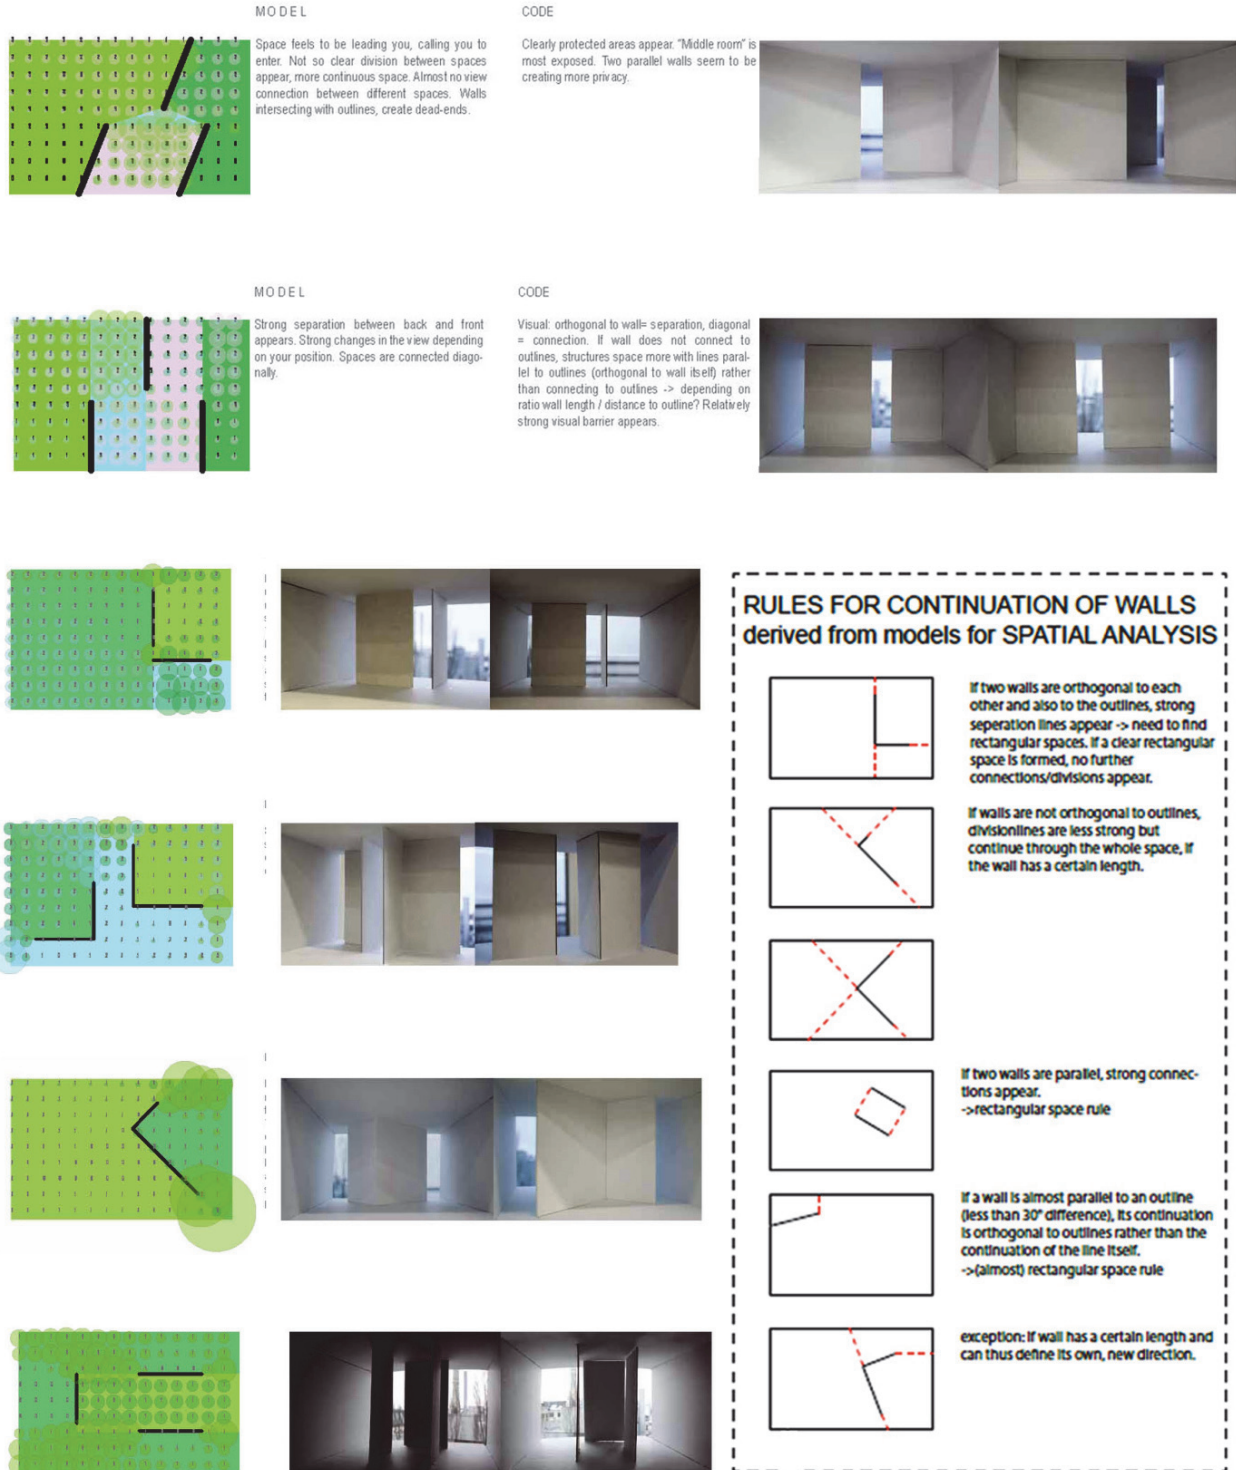 MODEL
Space feels to be leading you, calling you to
enter. Not so clear division between spaces
appear, more continuous space. Almost no view
connection between different spaces. Walls
intersecting with outlines, create dead-ends.
CODE
Clearly protected areas appear. "Middle room" is
most exposed. Two parallel walls seem to be
creating more privacy.
MODEL
Strong separation between back and front
appears. Strong changes in the view depending
on your position. Spaces are connected diago-
nally.
CODE
Visual: orthogonal to wall= separation, diagonal
= connection. If wall does not connect to
outlines, structures space more with lines paral-
lel to outlines (orthogonal to wall itself) rather
than connecting to outlines -> depending on
ratio wall length / distance to outline? Relatively
strong visual barrier appears.
RULES FOR CONTINUATION OF WALLS
derived from models for SPATIAL ANALYSIS
If two walls are orthogonal to each
other and also to the outlines, strong
seperation lines appear -> need to find
rectangular spaces. If a clear rectangular
space is formed, no further
connections/divisions appear.
If walls are not orthogonal to outlines,
divisionlines are less strong but
continue through the whole space, if
the wall has a certain length.
If two walls are parallel, strong connec-
tions appear.
->rectangular space rule
If a wall is almost parallel to an outline
(less than 30° difference), its continuation
is orthogonal to outlines rather than the
continuation of the line itself.
->(almost) rectangular space rule
exception: If wall has a certain length and
can thus define its own, new direction.